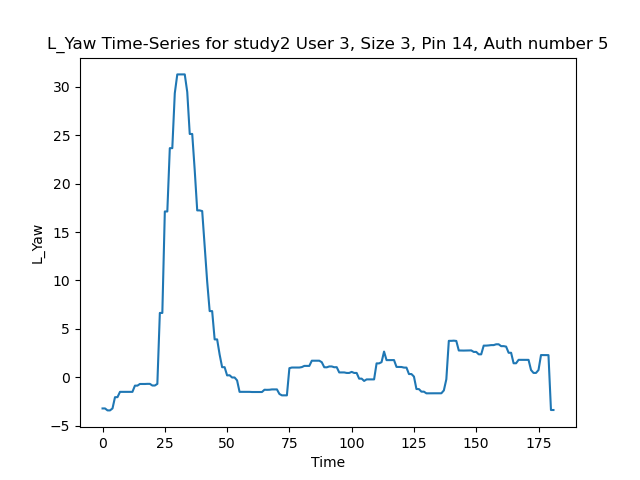 L_Yaw Time-Series for study2 User 3, Size 3, Pin 14, Auth number 5
30
25
20
15
10
5
0
−5
L_Yaw
0 25 50 75 100 125 150 175
Time